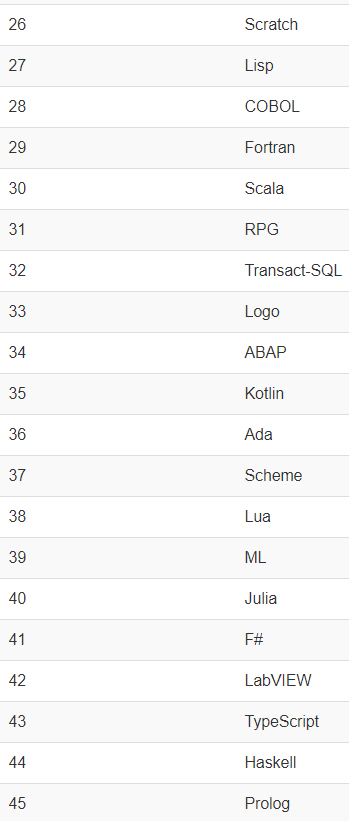 26 Scratch
27 Lisp
28 COBOL
29 Fortran
30 Scala
31 RPG
32 Transact-SQL
33 Logo
34 ABAP
35 Kotlin
36 Ada
37 Scheme
38 Lua
39 ML
40 Julia
41 F#
42 LabVIEW
43 TypeScript
44 Haskell
45 Prolog